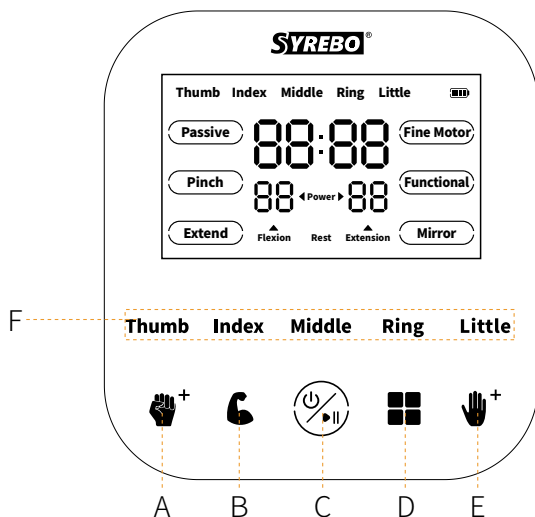 SYREBO®
Thumb Index Middle Ring Little
Passive 88:88 Fine Motor
Pinch 88 Power 88 Functional
Extend Flexion Rest Extension Mirror
F Thumb Index Middle Ring Little
+ +
A B C D E